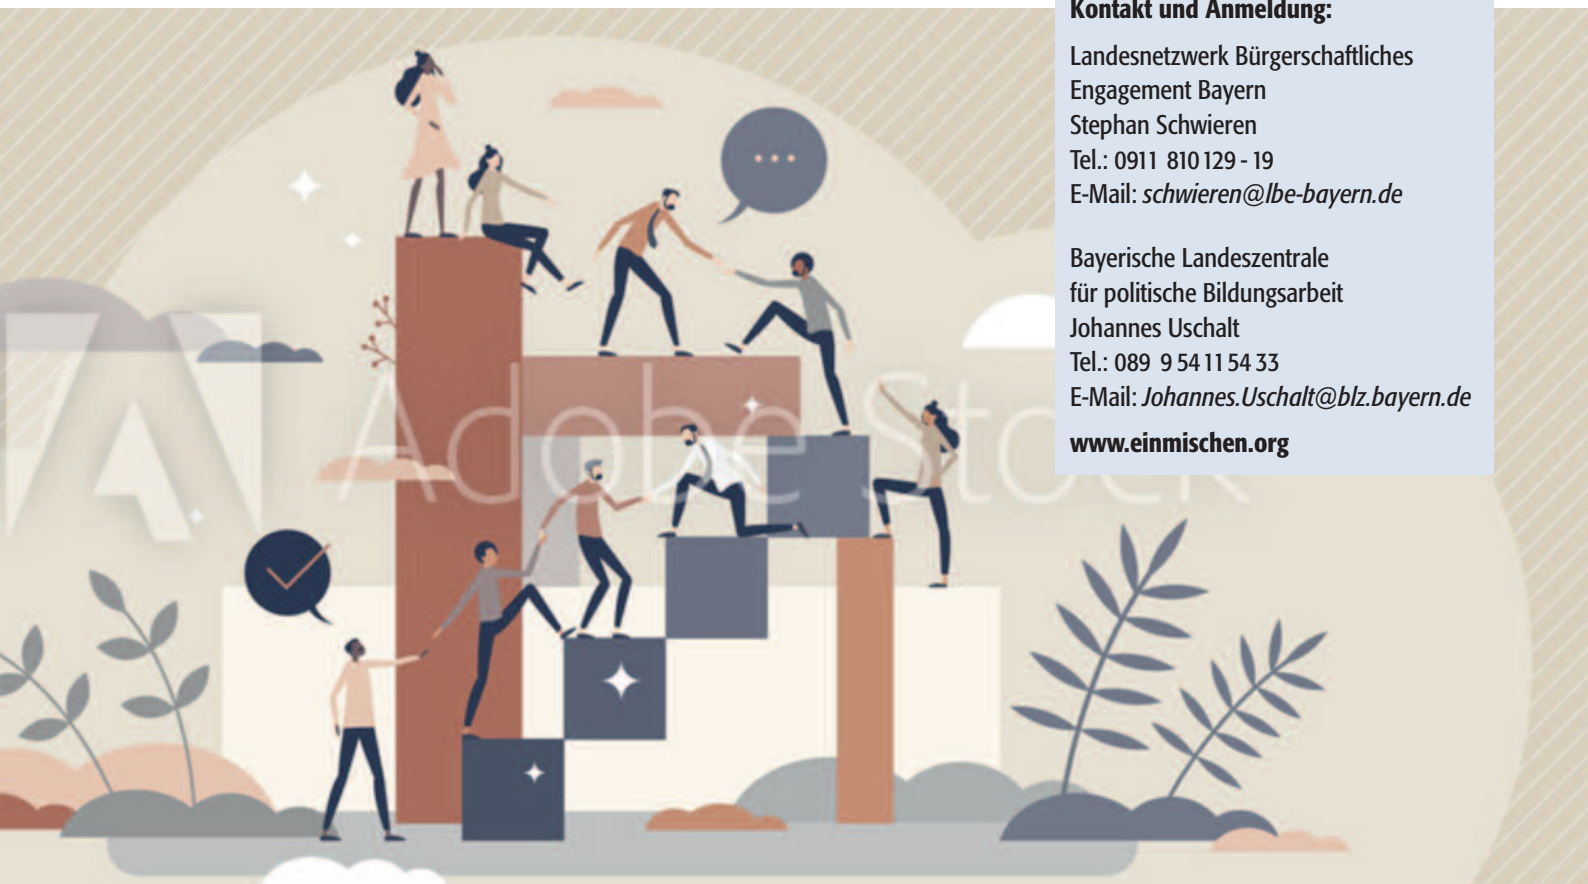 Kontakt und Anmeldung:
Landesnetzwerk Bürgerschaftliches
Engagement Bayern
Stephan Schwieren
Tel.: 0911 810 129 - 19
E-Mail: schwieren@lbe-bayern.de
Bayerische Landeszentrale
für politische Bildungsarbeit
Johannes Uschalt
Tel.: 089 9 54 11 54 33
E-Mail: Johannes.Uschalt@blz.bayern.de
www.einmischen.org
Adobe Stock